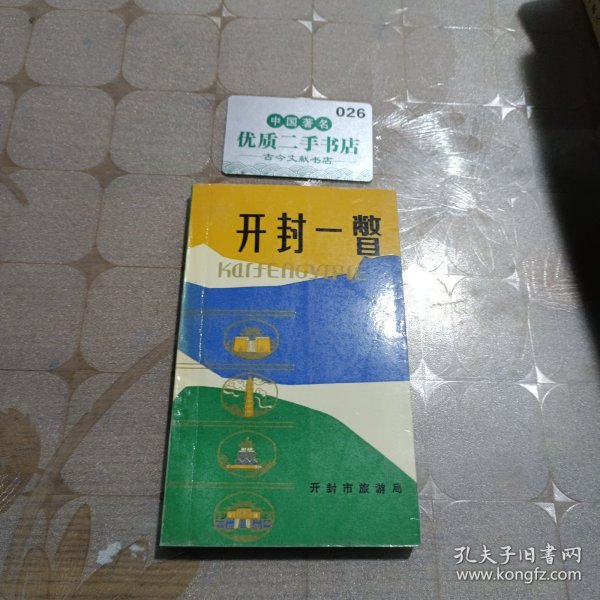 026
中国著名
优质二手书店
古今文献书店
开封一瞥
KAIFENGYIPIE
开封市旅游局
孔夫子旧书网
www.kongfz.com